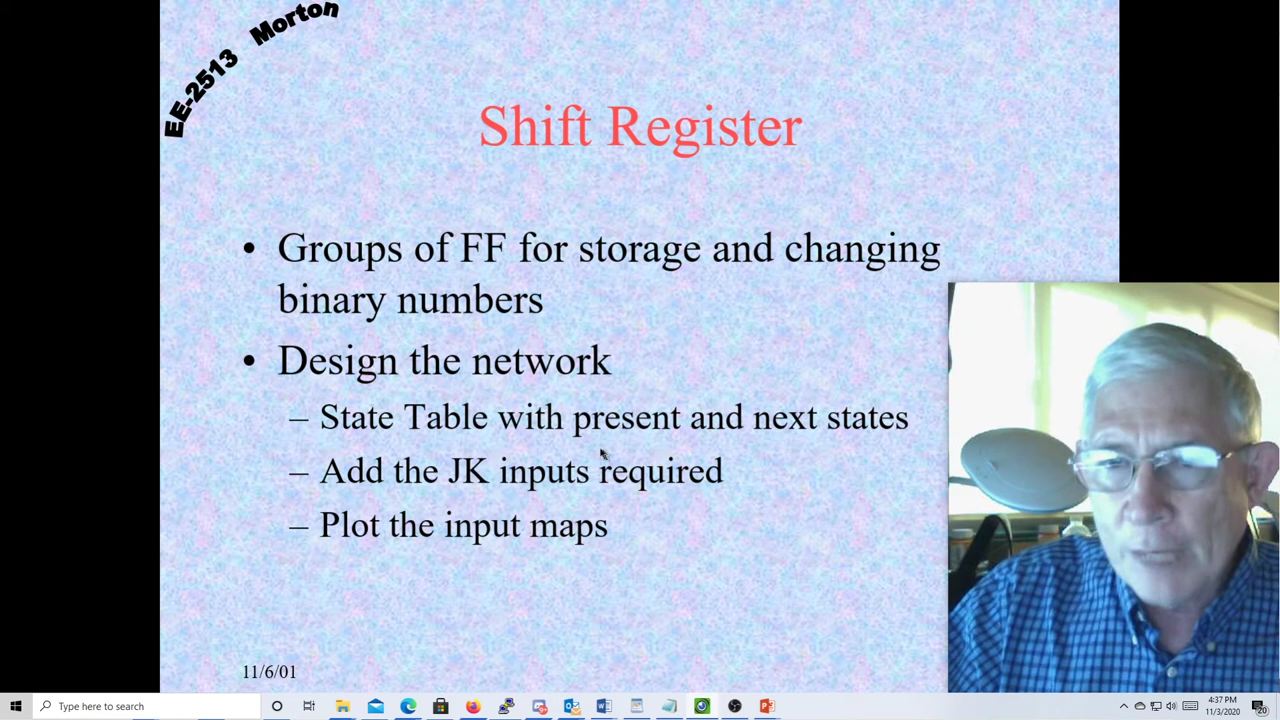 EE-2513 Morton
Shift Register
• Groups of FF for storage and changing
binary numbers
• Design the network
– State Table with present and next states
– Add the JK inputs required
– Plot the input maps
11/6/01
Type here to search
4:37 PM
11/3/2020
20